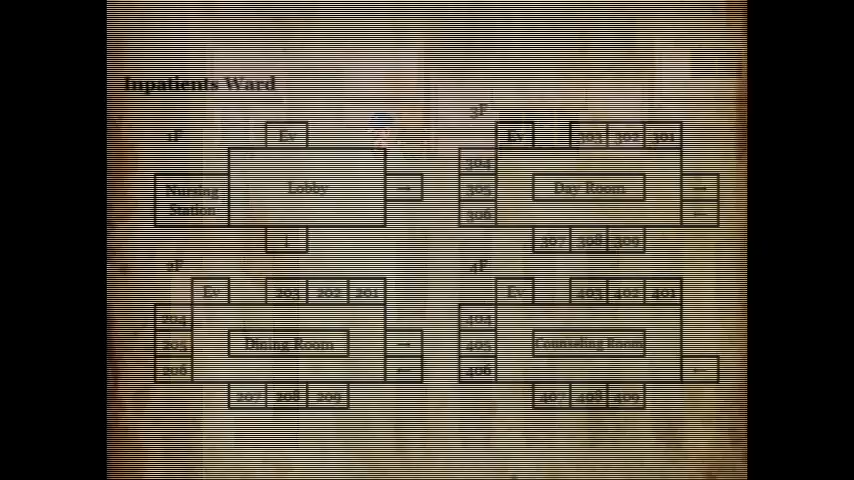 Inpatients Ward
1F
Ev
Nursing
Station
Lobby
→
↓
2F
Ev
203 202 201
204
205
206
Dining Room
→
←
207 208 209
3F
Ev
303 302 301
304
305
306
Day Room
→
←
307 308 309
4F
Ev
403 402 401
404
405
406
Counseling Room
←
407 408 409